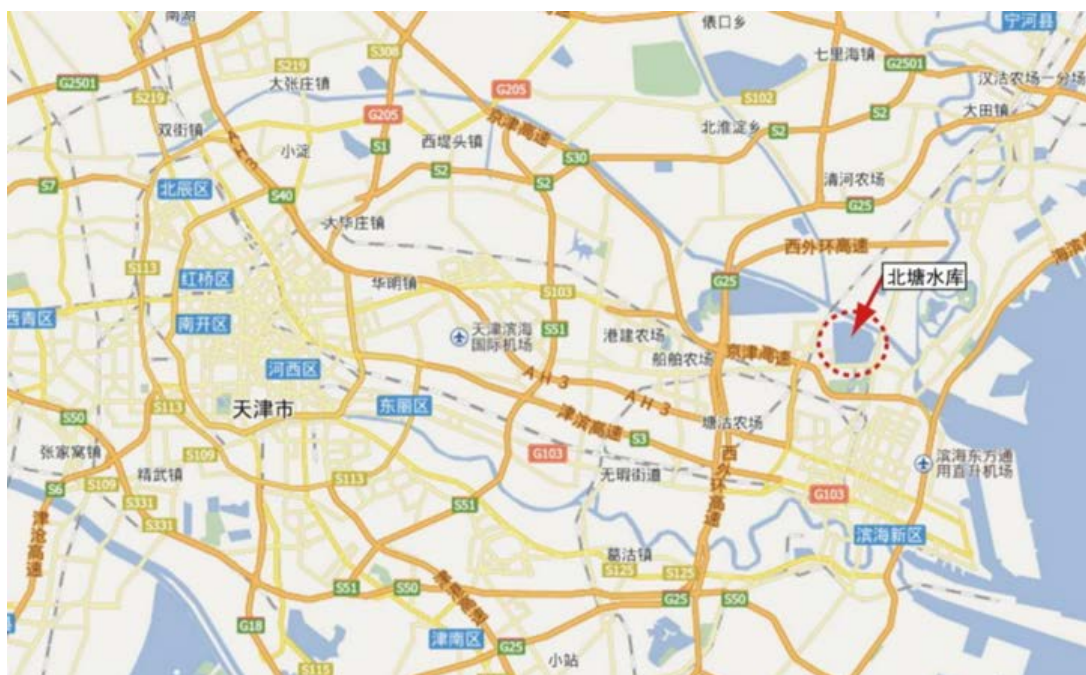 南湖
俵口乡
宁河县
S308
七里海镇
S219
G2501
大张庄镇
G205
G2501
汉沽农场一分场
S219
G205
S102
京津高速
S2
大田镇
双街镇
小淀
S1
西堤头镇
北淮淀乡
S2
S30
S7
北辰区
S40
S2
S2
清河农场
G25
大毕庄镇
西外环高速
海滨
S113
红桥区
华明镇
G25
北塘水库
S103
西青区
南开区
天津滨海
国际机场
S51
港建农场
船舶农场
京津高速
河西区
AH3
天津市
东丽区
AH3
S50
S113
津滨高速
S3
塘沽农场
张家窝镇
S109
G103
西外环高速
滨海东方通
用直升机场
精武镇
S113
无瑕街道
S6
S109
G103
S331
S51
S331
滨海新区
津沧高速
葛沽镇
S125
S125
S51
S50
G25
S50
G18
津南区
G25
小站
S115